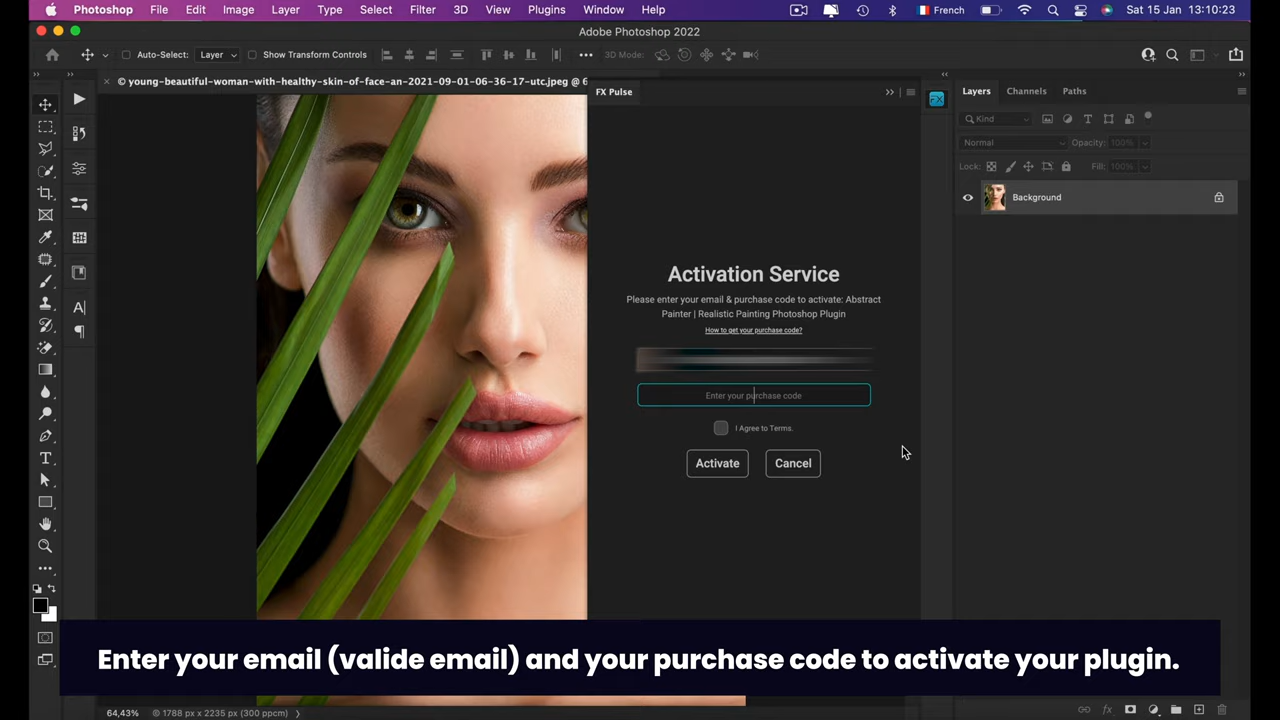 Photoshop File Edit Image Layer Type Select Filter 3D View Plugins Window Help French Sat 15 Jan 13:10:23
Adobe Photoshop 2022
Auto-Select: Layer Show Transform Controls 3D Mode:
© young-beautiful-woman-with-healthy-skin-of-face-an-2021-09-01-06-36-17-utc.jpeg @ 6
FX Pulse
FX
Layers Channels Paths
Kind
Normal Opacity: 100%
Lock: Fill: 100%
Background
Activation Service
Please enter your email & purchase code to activate: Abstract
Painter | Realistic Painting Photoshop Plugin
How to get your purchase code?
Enter your purchase code
I Agree to Terms.
Activate Cancel
Enter your email (valide email) and your purchase code to activate your plugin.
64,43% © 1788 px x 2235 px (300 ppcm)
fx